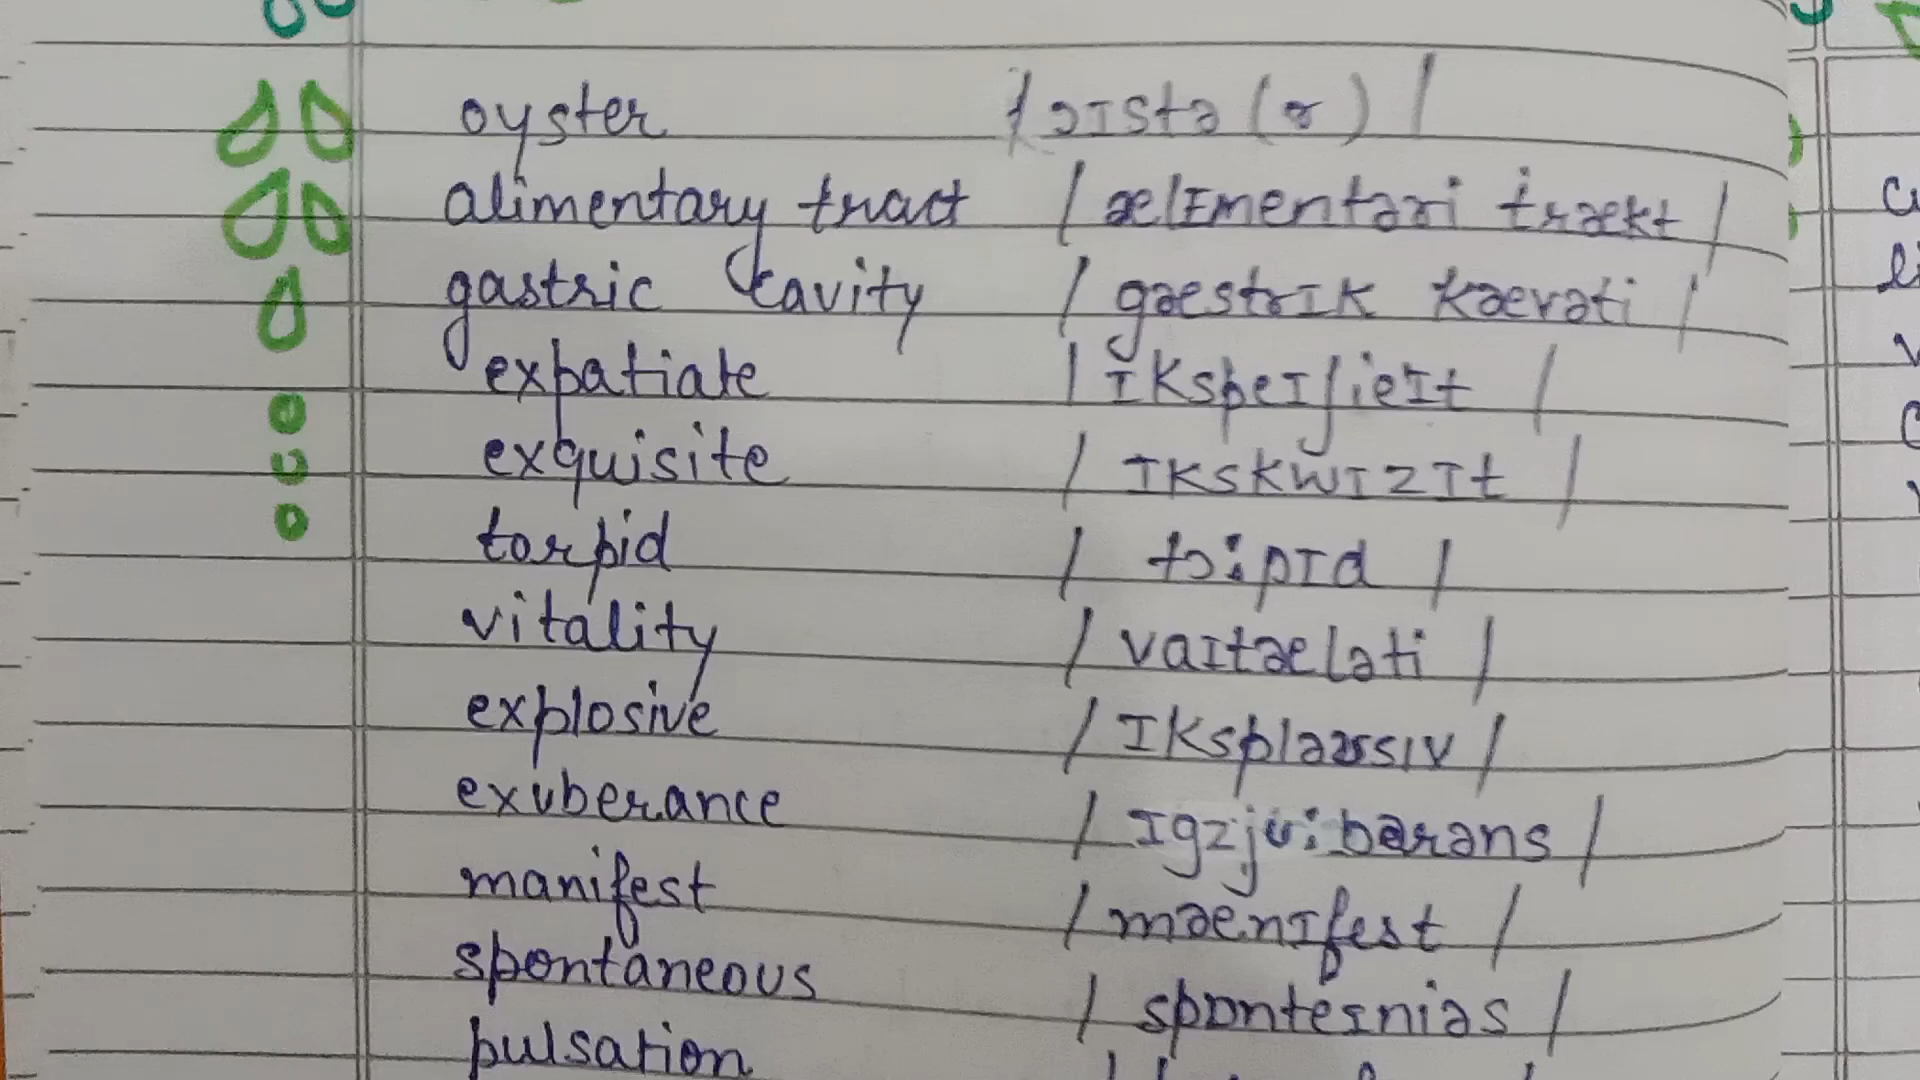 oyster /ɔɪstə(r)/
alimentary tract /ælɪmentəri trækt/
gastric cavity /gæstrɪk kævəti/
expatiate /ɪkspeɪʃieɪt/
exquisite /ɪkskwɪzɪt/
torpid /tɔːpɪd/
vitality /vaɪtæləti/
explosive /ɪkspləʊsɪv/
exuberance /ɪgzjuːbərəns/
manifest /mænɪfest/
spontaneous /spɒnteɪniəs/
pulsation